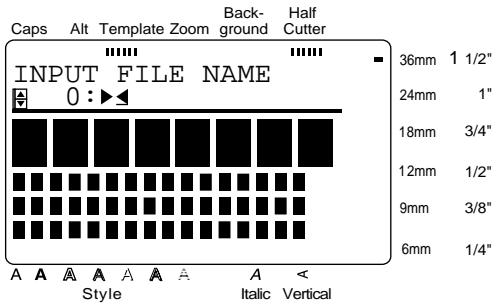 Back- Half
Caps Alt Template Zoom ground Cutter
INPUT FILE NAME
0:
36mm 1 1/2"
24mm 1"
18mm 3/4"
12mm 1/2"
9mm 3/8"
6mm 1/4"
A A A A A A A A A
Style Italic Vertical